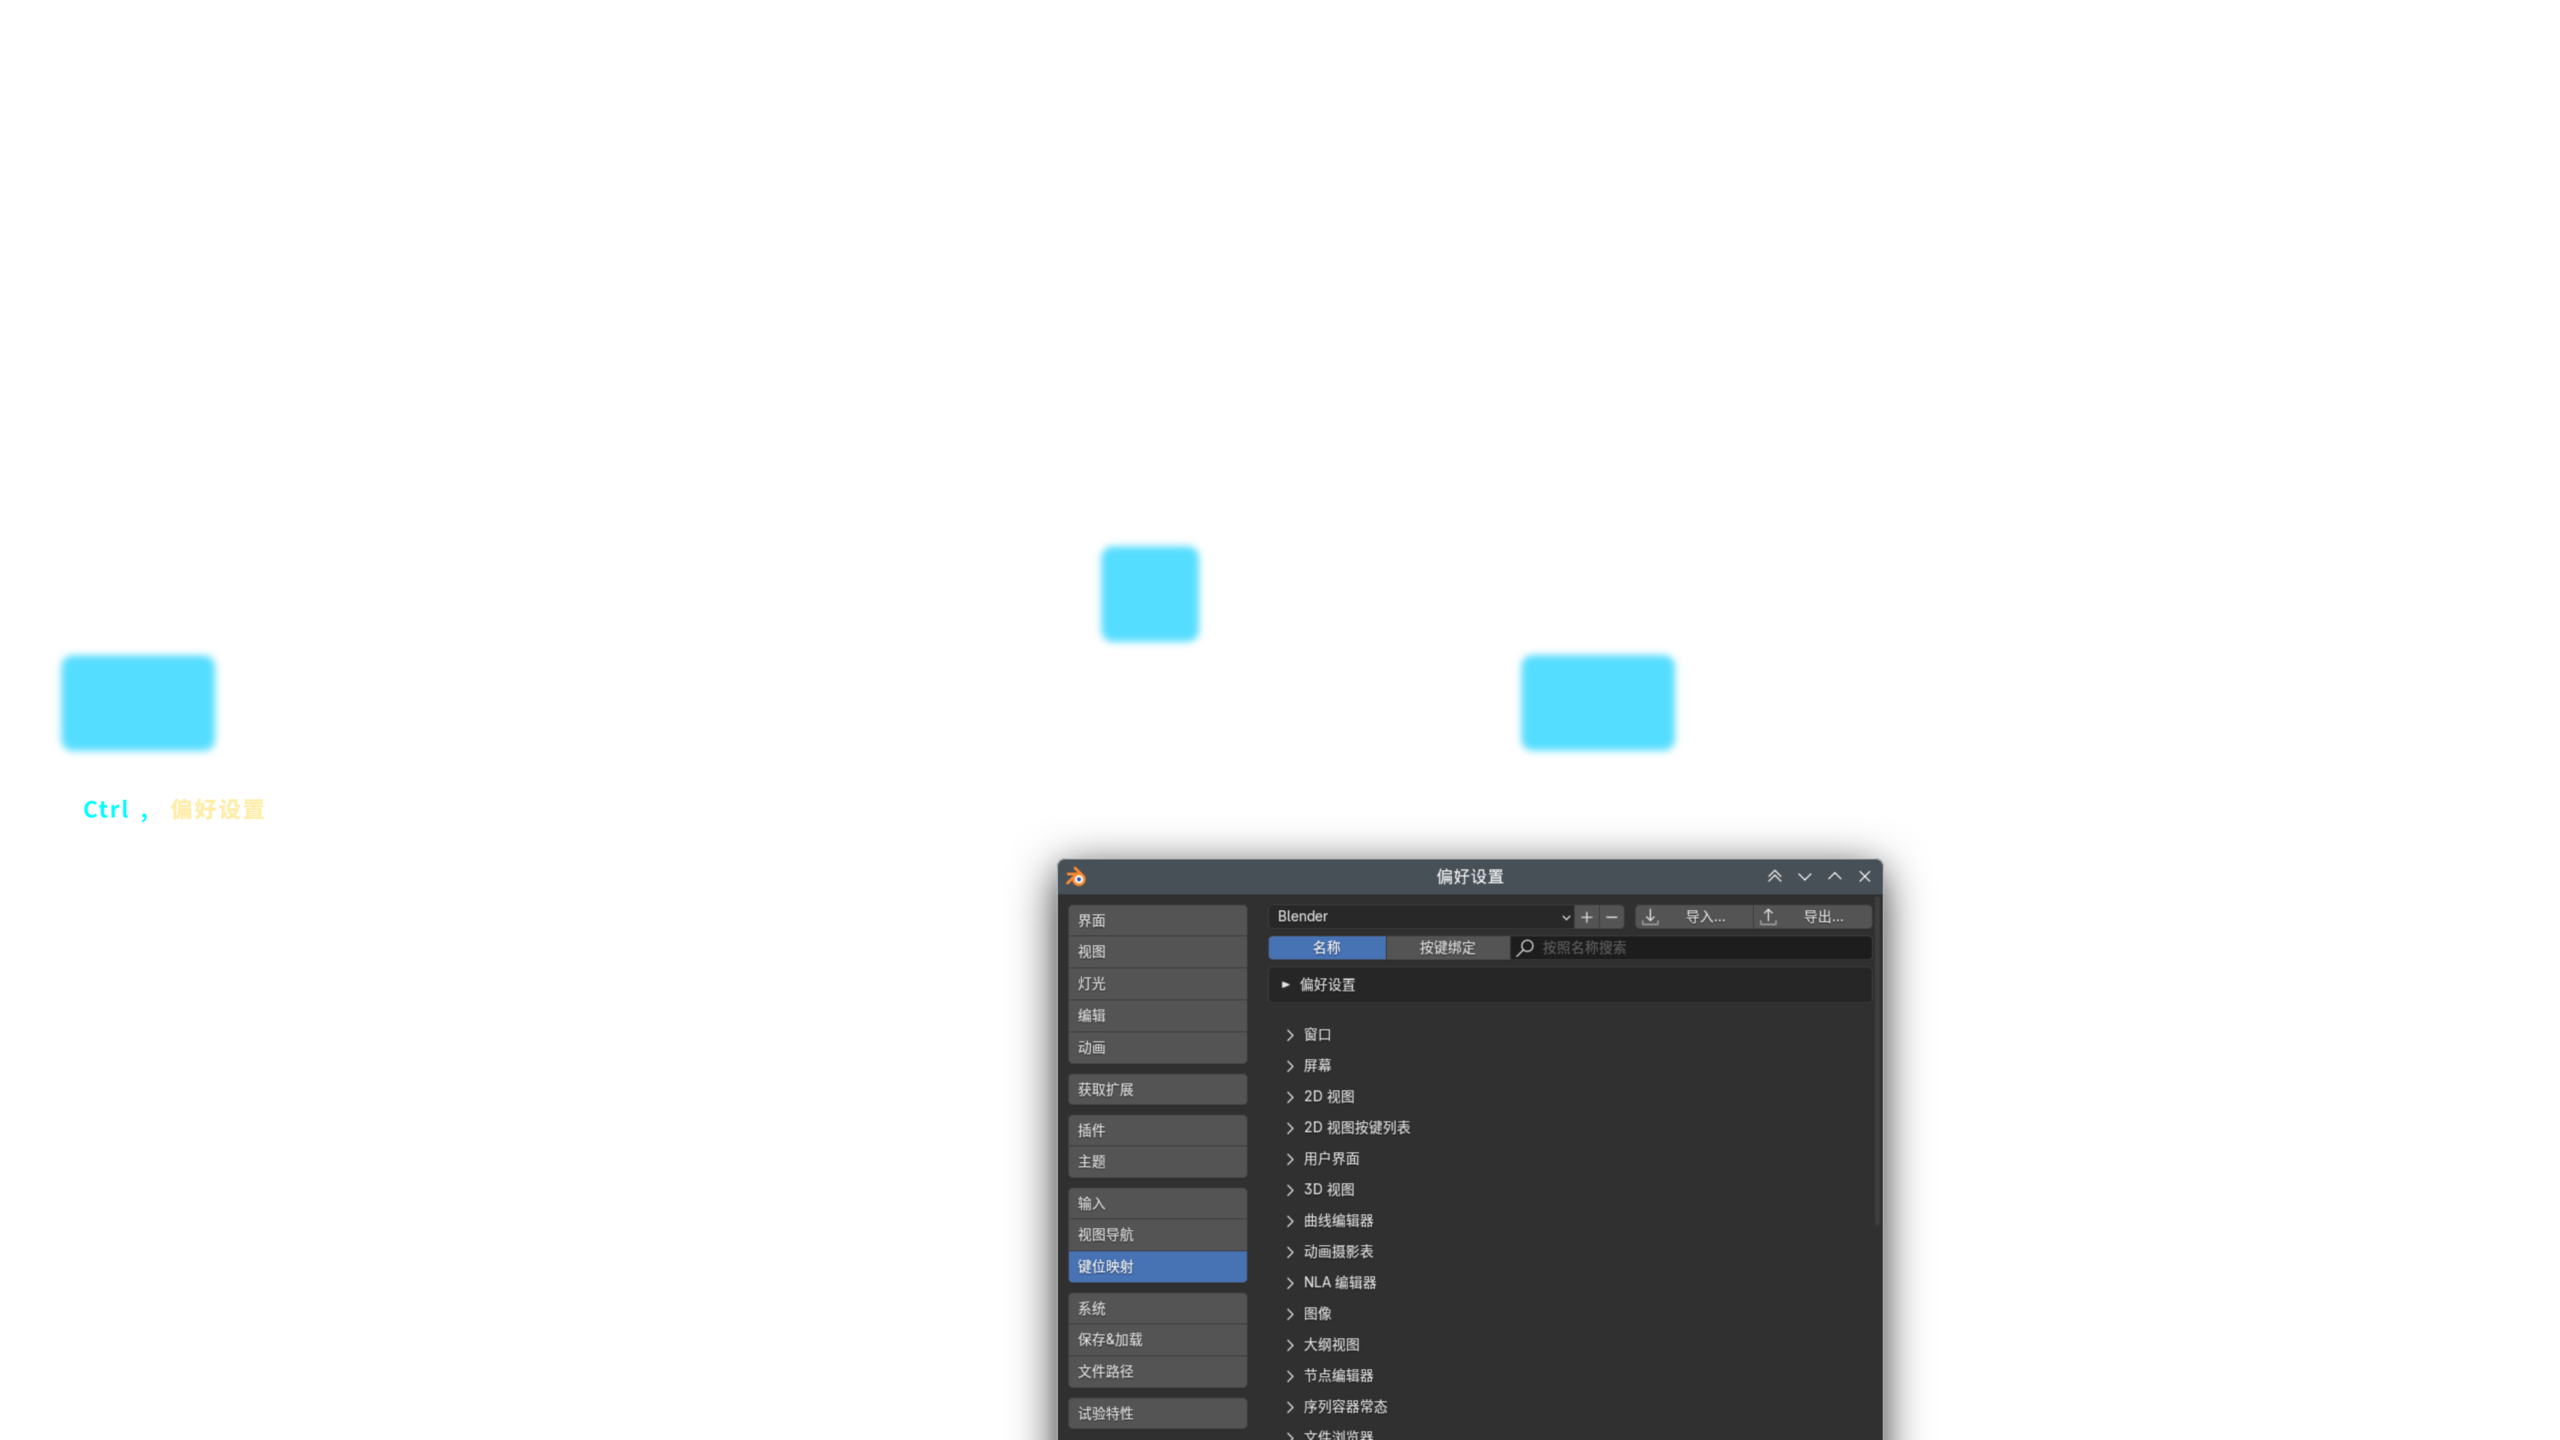 Ctrl ,  偏好设置
偏好设置
界面
视图
灯光
编辑
动画
获取扩展
插件
主题
输入
视图导航
键位映射
系统
保存&加载
文件路径
试验特性
Blender
导入...
导出...
名称
按键绑定
按照名称搜索
偏好设置
窗口
屏幕
2D 视图
2D 视图按键列表
用户界面
3D 视图
曲线编辑器
动画摄影表
NLA 编辑器
图像
大纲视图
节点编辑器
序列容器常态
文件浏览器